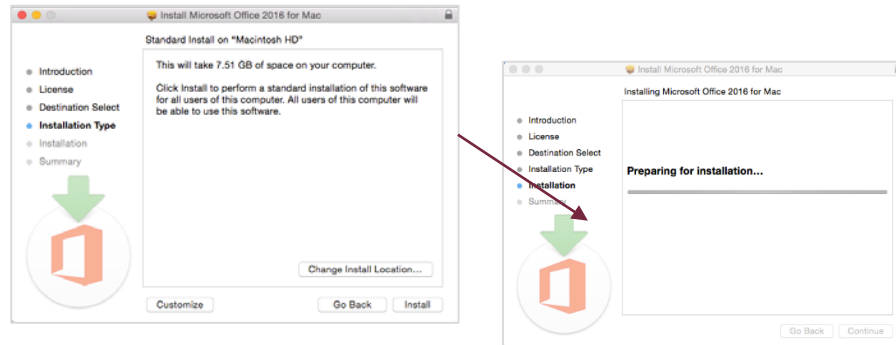 Install Microsoft Office 2016 for Mac
Standard Install on "Macintosh HD"
Introduction
License
Destination Select
Installation Type
Installation
Summary
This will take 7.51 GB of space on your computer.
Click Install to perform a standard installation of this software
for all users of this computer. All users of this computer will
be able to use this software.
Change Install Location...
Customize
Go Back
Install
Install Microsoft Office 2016 for Mac
Installing Microsoft Office 2016 for Mac
Introduction
License
Destination Select
Installation Type
Installation
Summary
Preparing for installation...
Go Back
Continue